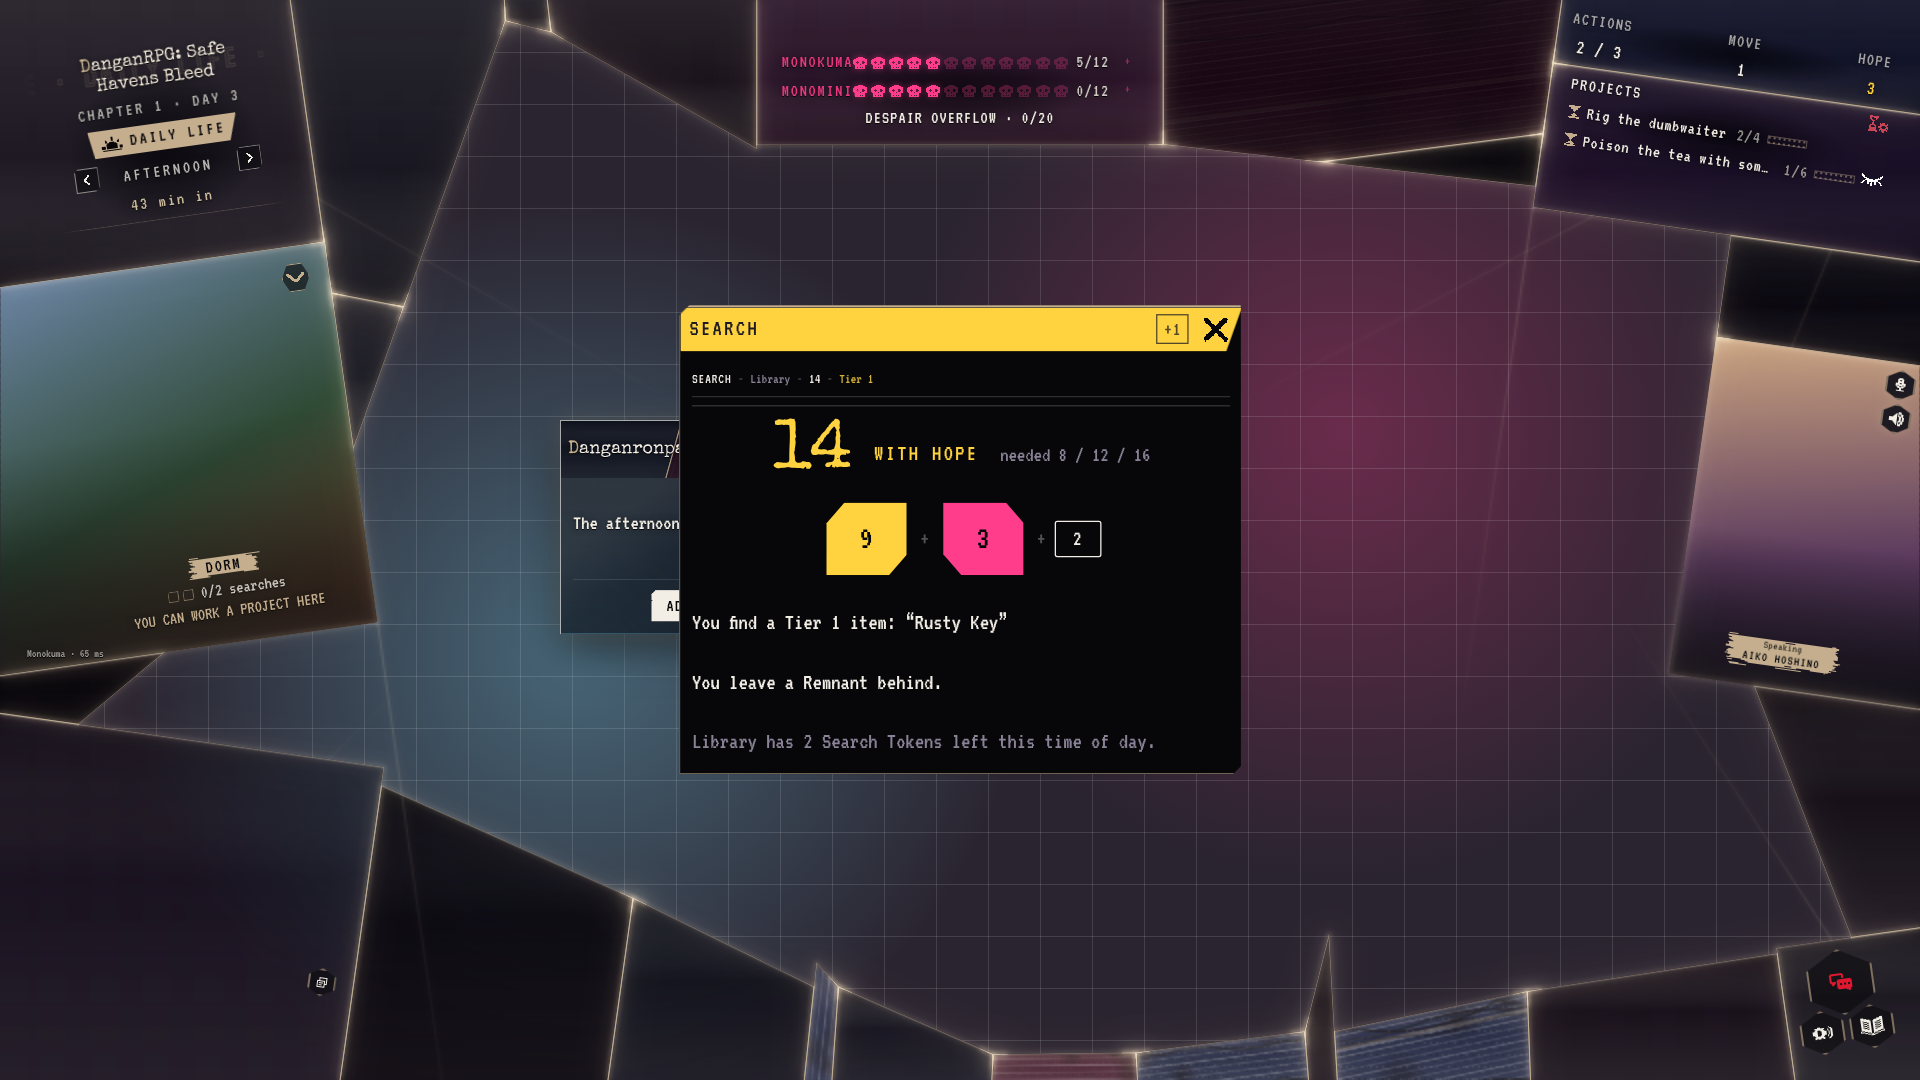 DanganRPG: Safe
Havens Bleed
CHAPTER 1 · DAY 3
DAILY LIFE
AFTERNOON
43 min in
MONOKUMA 5/12
MONOMINI 0/12
DESPAIR OVERFLOW · 0/20
ACTIONS
2 / 3
MOVE
1
HOPE
3
PROJECTS
Rig the dumbwaiter 2/4
Poison the tea with som… 1/6
DORM
0/2 searches
YOU CAN WORK A PROJECT HERE
Monokuma · 65 ms
Danganronpa
The afternoon
AD
SEARCH
+1
SEARCH - Library - 14 - Tier 1
14 WITH HOPE needed 8 / 12 / 16
9 + 3 + 2
You find a Tier 1 item: “Rusty Key”
You leave a Remnant behind.
Library has 2 Search Tokens left this time of day.
Speaking
AIKO HOSHINO